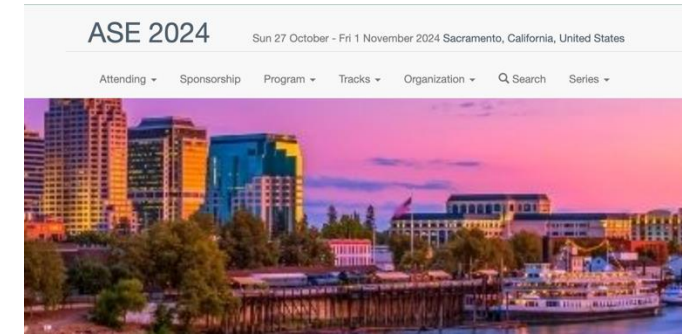 ASE 2024
Sun 27 October - Fri 1 November 2024 Sacramento, California, United States
Attending Sponsorship Program Tracks Organization Search Series